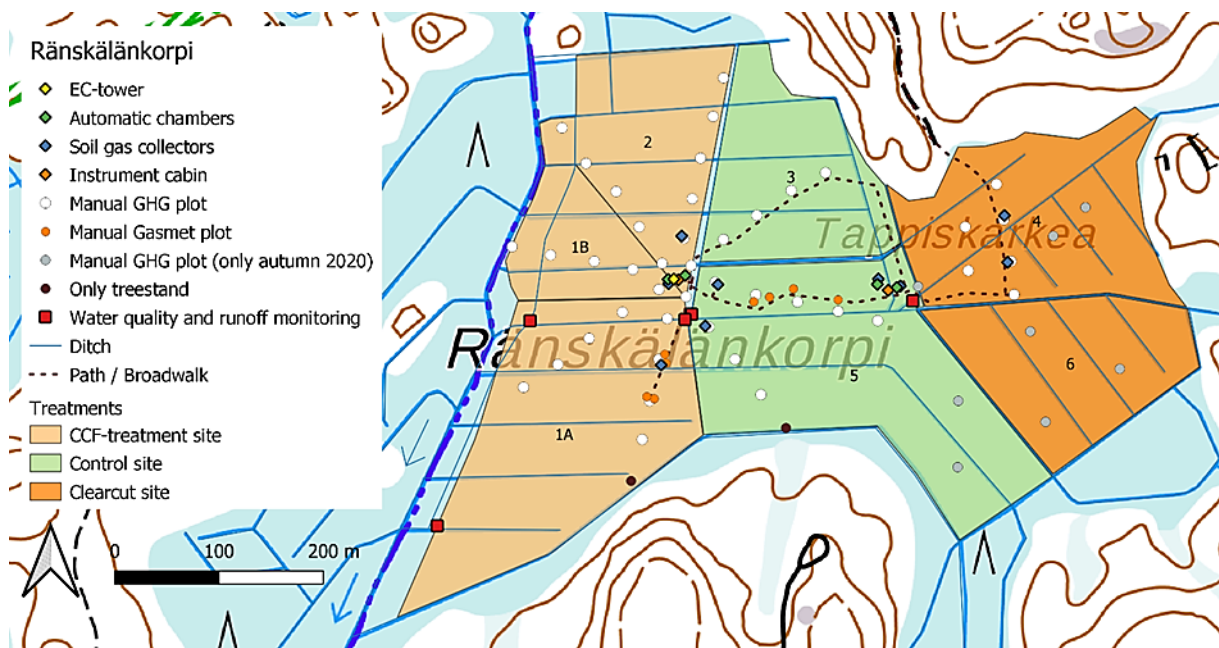 Ränskälänkorpi
EC-tower
Automatic chambers
Soil gas collectors
Instrument cabin
Manual GHG plot
Manual Gasmet plot
Manual GHG plot (only autumn 2020)
Only treestand
Water quality and runoff monitoring
Ditch
Path / Broadwalk
Treatments
CCF-treatment site
Control site
Clearcut site
0 100 200 m
2
3
4
Tappiskarkea
1B
Ränskälänkorpi
5
6
1A